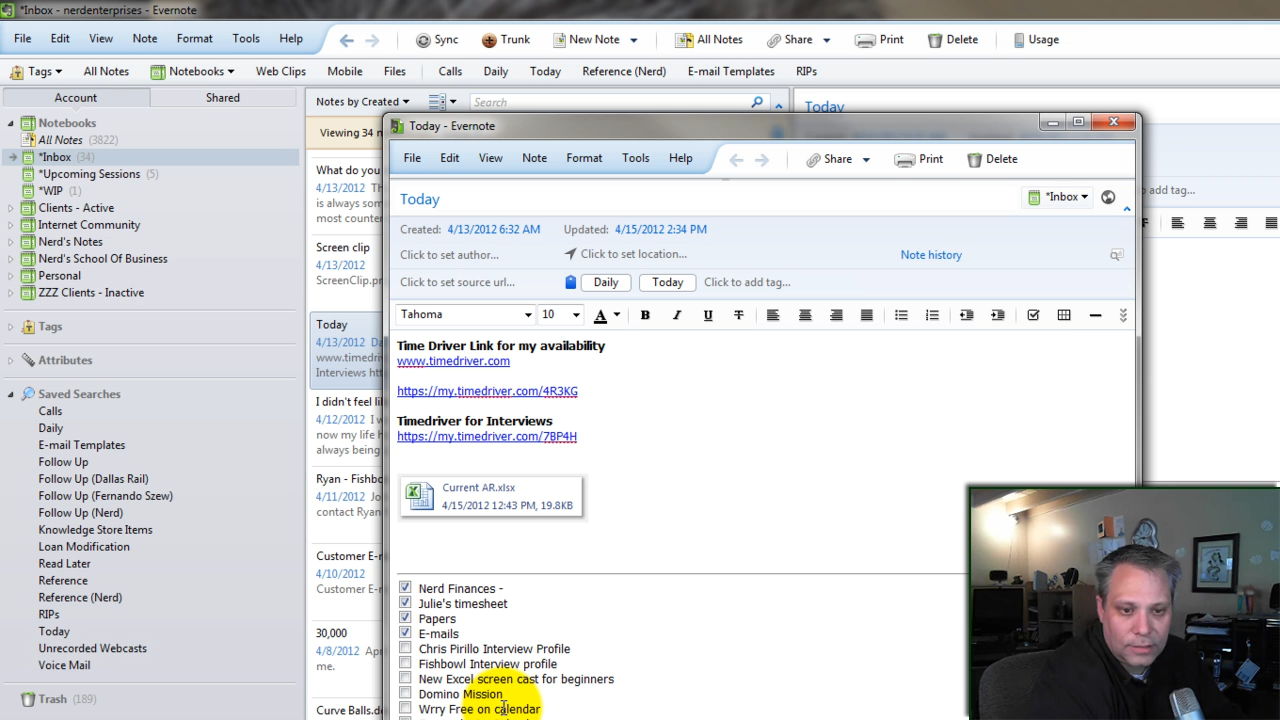 *Inbox - nerdenterprises - Evernote
File Edit View Note Format Tools Help
Sync Trunk New Note All Notes Share Print Delete Usage
Tags All Notes Notebooks Web Clips Mobile Files Calls Daily Today Reference (Nerd) E-mail Templates RIPs
Account Shared
Notebooks
All Notes (3822)
*Inbox (34)
*Upcoming Sessions (5)
*WIP (1)
Clients - Active
Internet Community
Nerd's Notes
Nerd's School Of Business
Personal
ZZZ Clients - Inactive
Tags
Attributes
Saved Searches
Calls
Daily
E-mail Templates
Follow Up
Follow Up (Dallas Rail)
Follow Up (Fernando Szew)
Follow Up (Nerd)
Knowledge Store Items
Loan Modification
Read Later
Reference
Reference (Nerd)
RIPs
Today
Unrecorded Webcasts
Voice Mail
Trash (189)
Notes by Created
Search
Viewing 34
What do you
4/13/2012
is always som
most counter
Screen clip
4/13/2012
ScreenClip.pr
Today
4/13/2012
www.timedri
Interviews
I didn't feel
4/12/2012
now my life
always being
Ryan - Fishbo
4/11/2012
contact Ryan
Customer E-
4/10/2012
Customer E-
30,000
4/8/2012
me.
Curve Balls.d
Today
add tag...
Today - Evernote
File Edit View Note Format Tools Help
Share Print Delete
Today
*Inbox
Created: 4/13/2012 6:32 AM Updated: 4/15/2012 2:34 PM
Click to set author... Click to set location... Note history
Click to set source url... Daily Today Click to add tag...
Tahoma 10 A B I U T
Time Driver Link for my availability
www.timedriver.com
https://my.timedriver.com/4R3KG
Timedriver for Interviews
https://my.timedriver.com/7BP4H
Current AR.xlsx
4/15/2012 12:43 PM, 19.8KB
Nerd Finances -
Julie's timesheet
Papers
E-mails
Chris Pirillo Interview Profile
Fishbowl Interview profile
New Excel screen cast for beginners
Domino Mission
Wrry Free on calendar